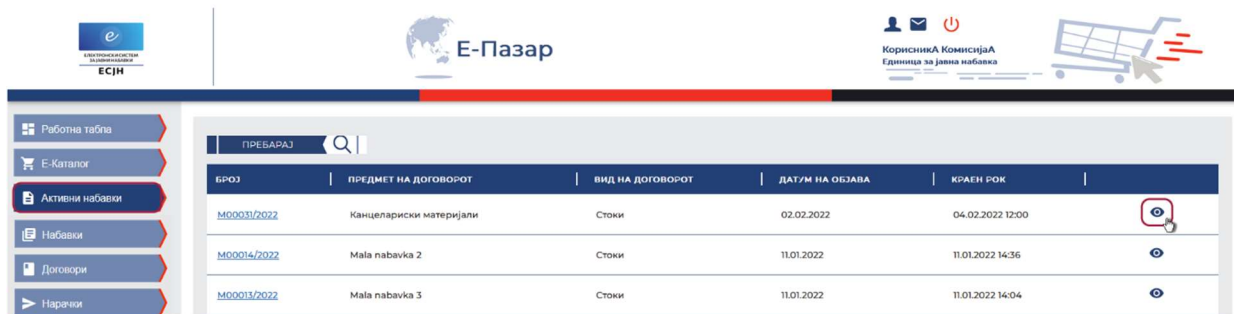 e
ЕЛЕКТРОНСКИ СИСТЕМ
ЗА ЈАВНИ НАБАВКИ
ЕСЈН
Е-Пазар
КорисникА КомисијаА
Единица за јавна набавка
Работна табла
Е-Каталог
Активни набавки
Набавки
Договори
Нарачки
ПРЕБАРАЈ
БРОЈ ПРЕДМЕТ НА ДОГОВОРОТ ВИД НА ДОГОВОРОТ ДАТУМ НА ОБЈАВА КРАЕН РОК
M00031/2022 Канцелариски материјали Стоки 02.02.2022 04.02.2022 12:00
M00014/2022 Mala nabavka 2 Стоки 11.01.2022 11.01.2022 14:36
M00013/2022 Mala nabavka 3 Стоки 11.01.2022 11.01.2022 14:04